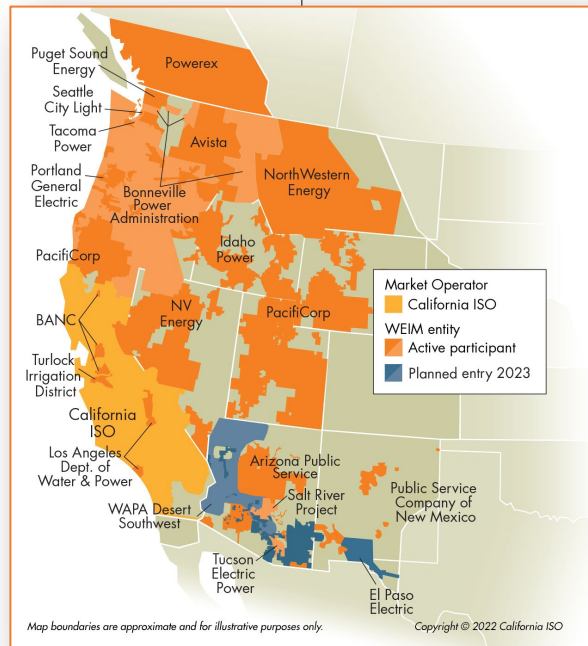 Puget Sound
Energy
Powerex
Seattle
City Light
Tacoma
Power
Avista
Portland
General
Electric
Bonneville
Power
Administration
NorthWestern
Energy
Idaho
Power
PacifiCorp
NV
Energy
PacifiCorp
BANC
Turlock
Irrigation
District
California
ISO
Los Angeles
Dept. of
Water & Power
Market Operator
California ISO
WEIM entity
Active participant
Planned entry 2023
Arizona Public
Service
Salt River
Project
Public Service
Company of
New Mexico
WAPA Desert
Southwest
Tucson
Electric
Power
El Paso
Electric
Map boundaries are approximate and for illustrative purposes only.
Copyright © 2022 California ISO